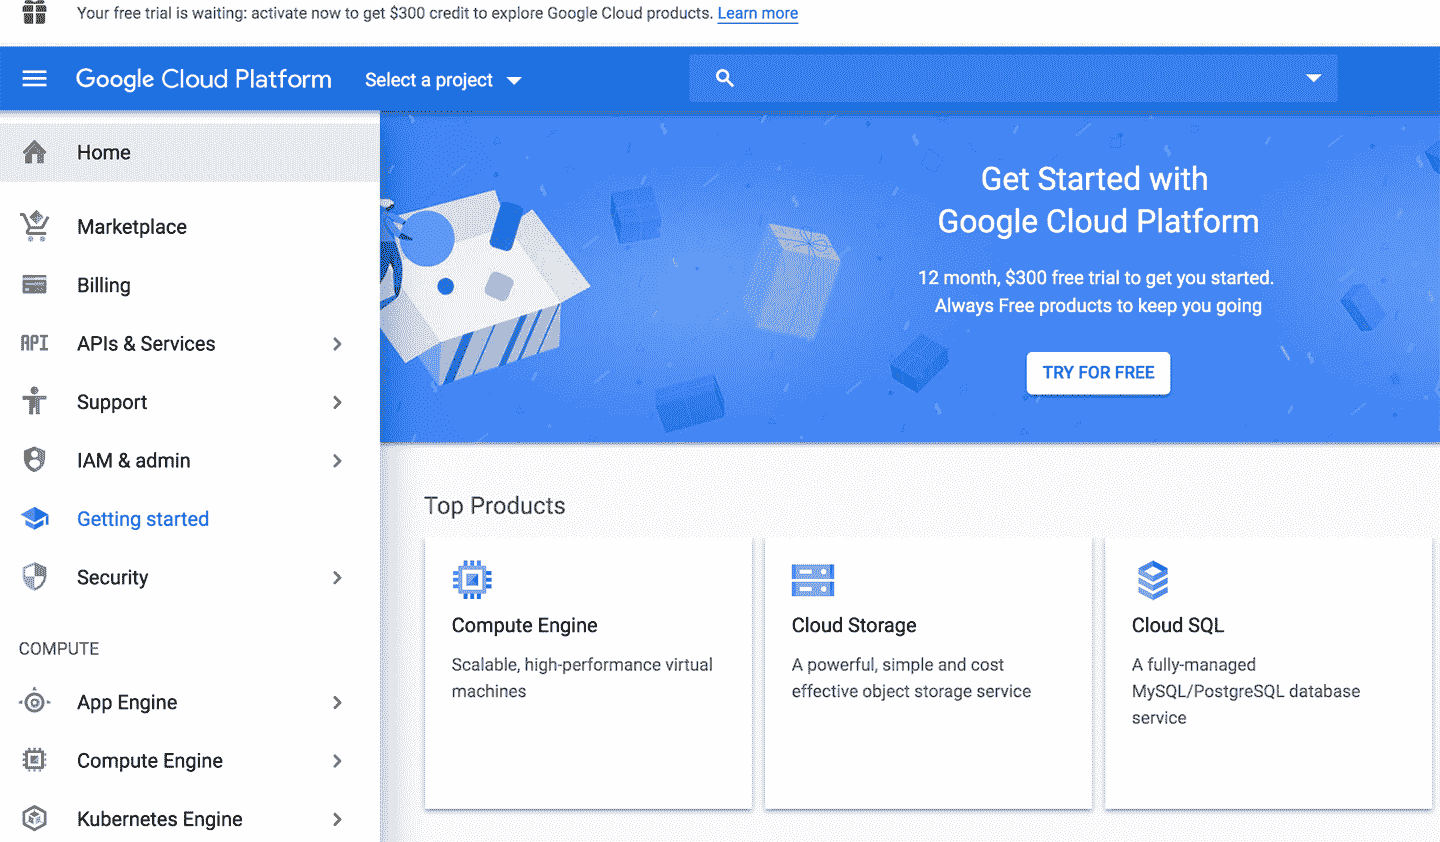 Your free trial is waiting: activate now to get $300 credit to explore Google Cloud products. Learn more
Google Cloud Platform
Select a project
Home
Marketplace
Billing
API
APIs & Services
Support
IAM & admin
Getting started
Security
COMPUTE
App Engine
Compute Engine
Kubernetes Engine
Get Started with
Google Cloud Platform
12 month, $300 free trial to get you started.
Always Free products to keep you going
TRY FOR FREE
Top Products
Compute Engine
Scalable, high-performance virtual
machines
Cloud Storage
A powerful, simple and cost
effective object storage service
Cloud SQL
A fully-managed
MySQL/PostgreSQL database
service